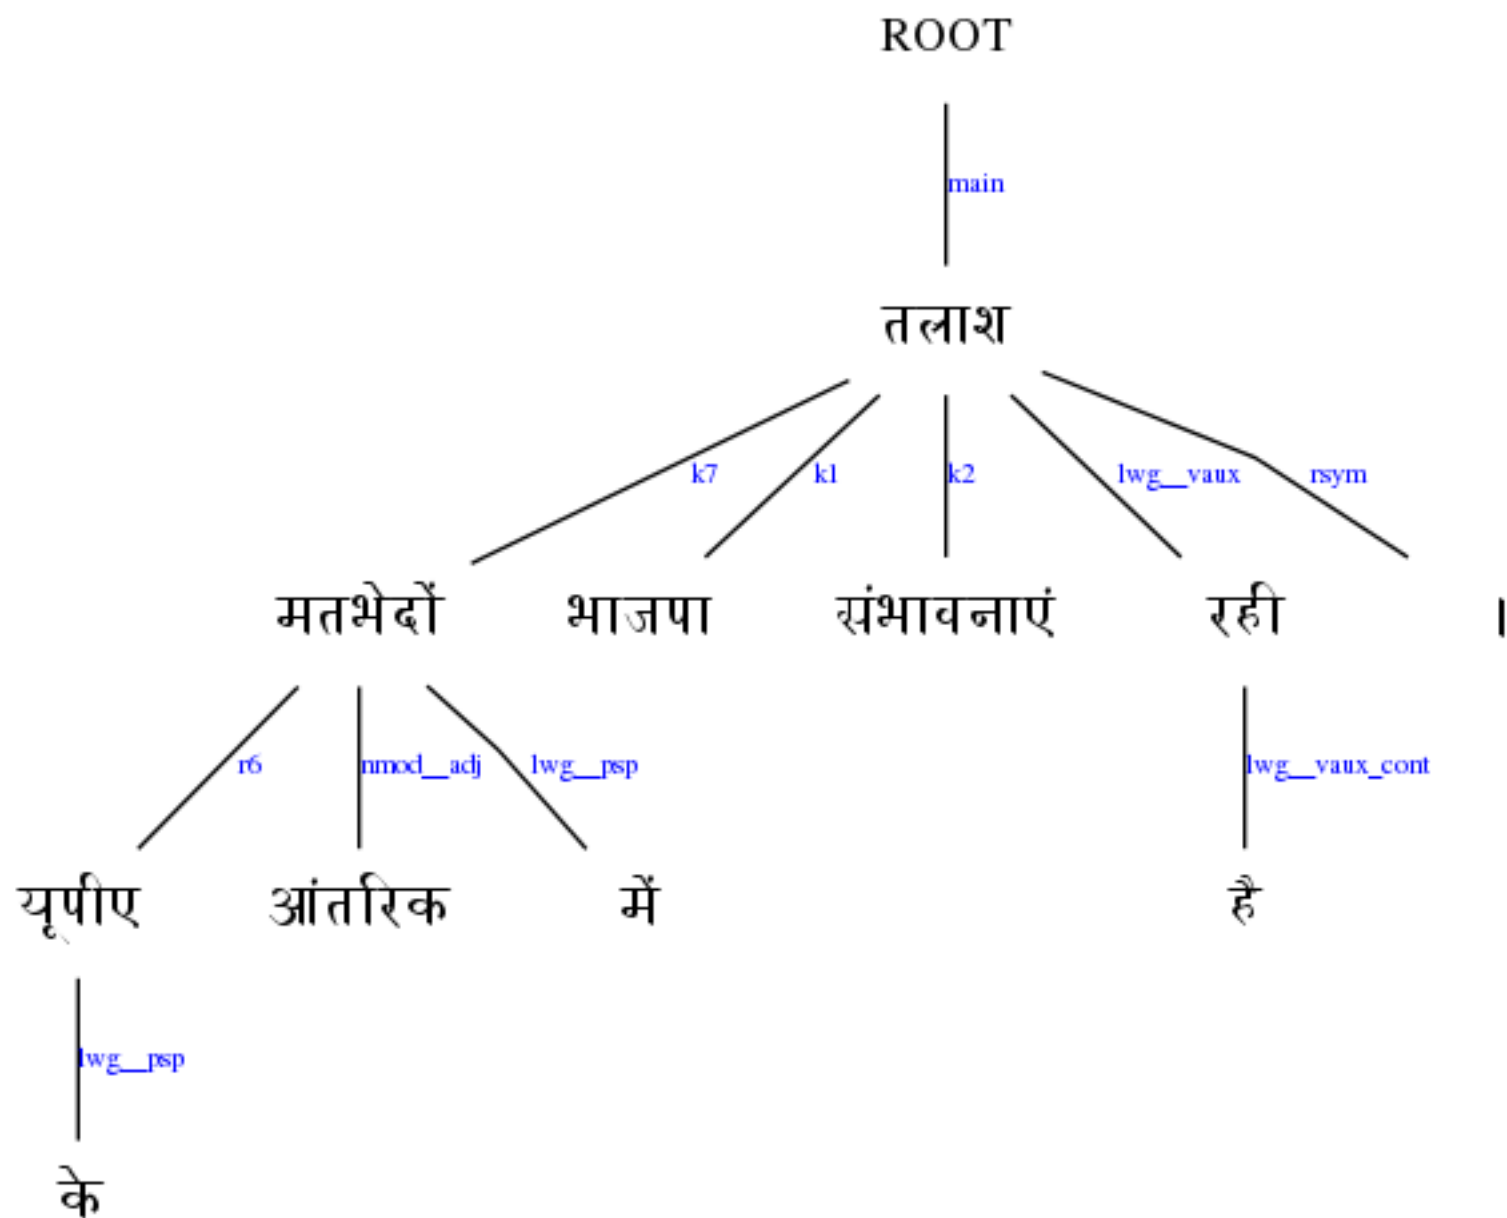 ROOT
main
तलाश
k7 k1 k2 lwg__vaux rsym
मतभेदों भाजपा संभावनाएं रही ।
r6 nmod__adj lwg__psp lwg__vaux_cont
यूपीए आंतरिक में है
lwg__psp
के